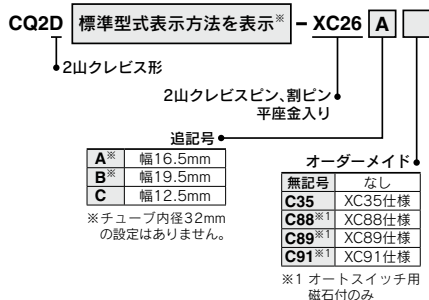 CQ2D 標準型式表示方法を表示※ − XC26 A
2山クレビス形
2山クレビスピン、割ピン
平座金入り
追記号
A※ 幅16.5mm
B※ 幅19.5mm
C 幅12.5mm
※チューブ内径32mm
の設定はありません。
オーダーメイド
無記号 なし
C35 XC35仕様
C88※1 XC88仕様
C89※1 XC89仕様
C91※1 XC91仕様
※1 オートスイッチ用
磁石付のみ